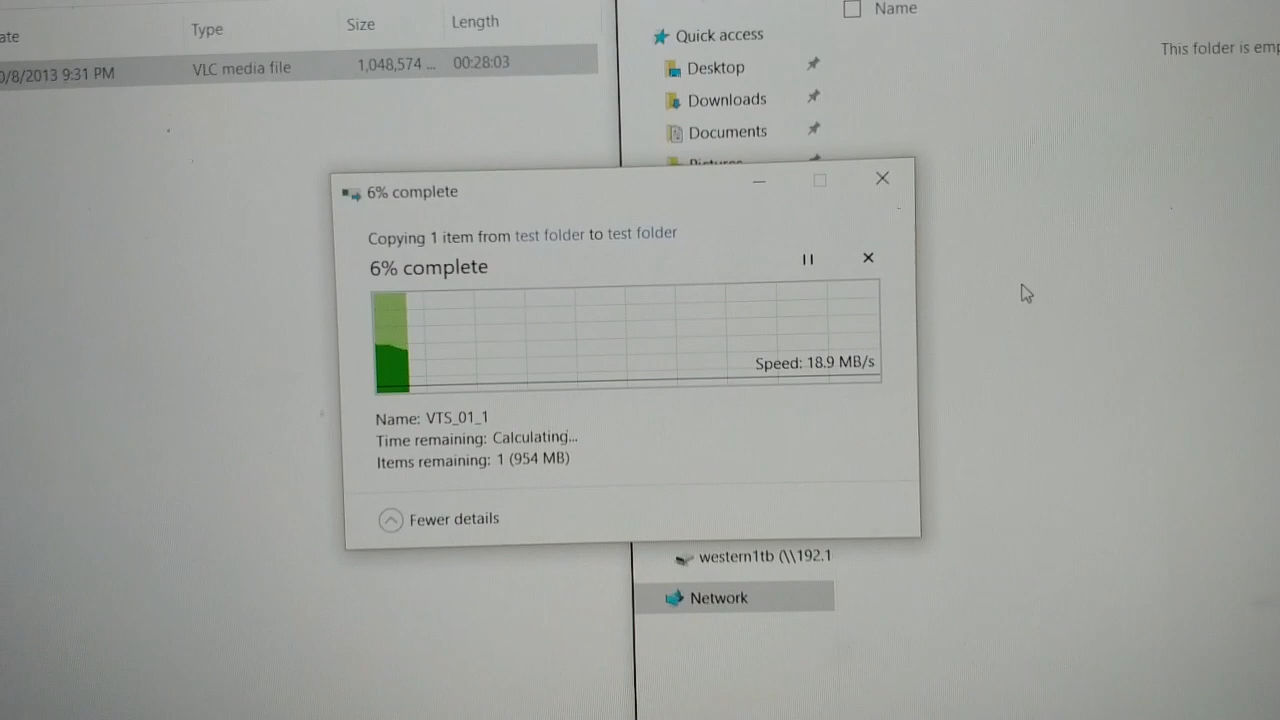 ate Type Size Length
0/8/2013 9:31 PM VLC media file 1,048,574 ... 00:28:03
Name
Quick access
This folder is emp
Desktop
Downloads
Documents
Pictures
6% complete
Copying 1 item from test folder to test folder
6% complete
Speed: 18.9 MB/s
Name: VTS_01_1
Time remaining: Calculating...
Items remaining: 1 (954 MB)
Fewer details
western1tb (\\192.1
Network